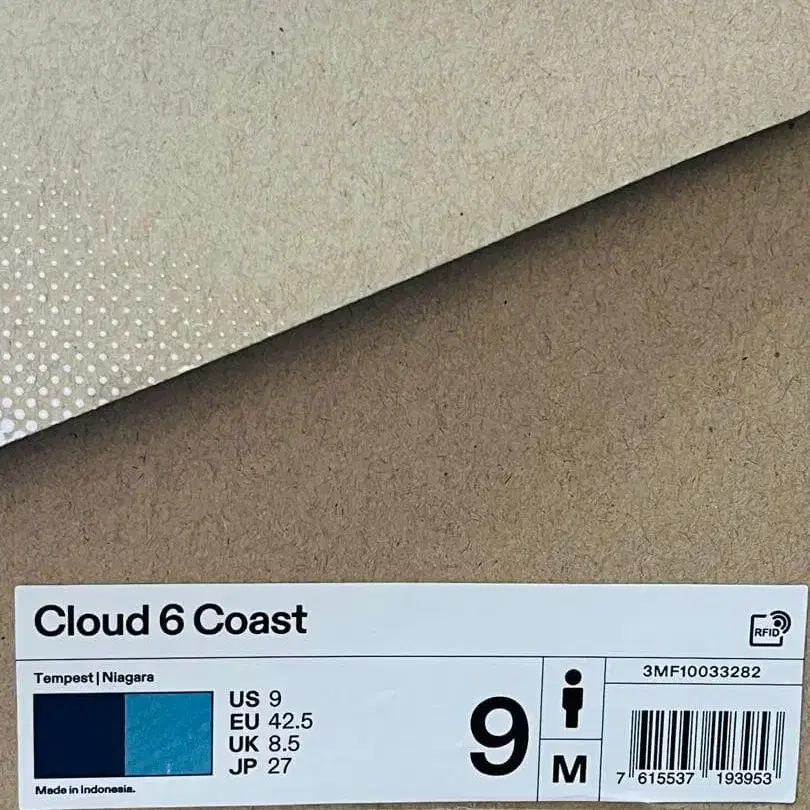 Cloud 6 Coast
RFID
Tempest | Niagara
US 9
EU 42.5
UK 8.5
JP 27
Made in Indonesia.
9
M
3MF10033282
7 615537 193953